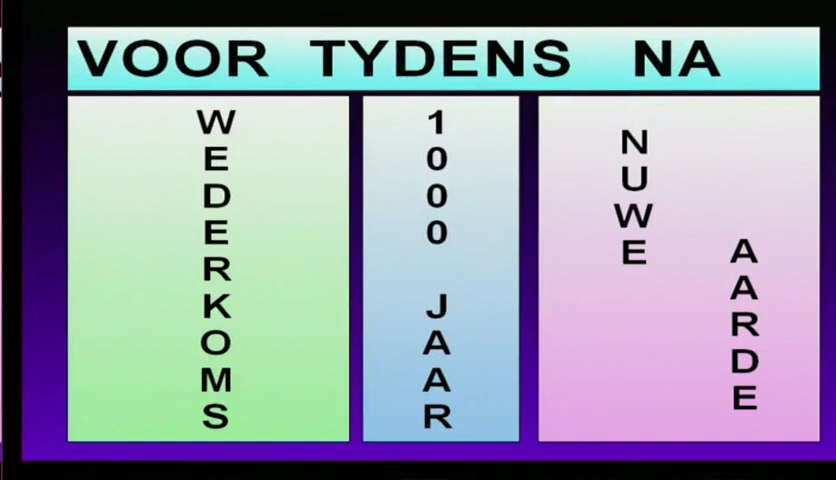 VOOR TYDENS NA
WEDERKOMS
1000 JAAR
NUWE
AARDE